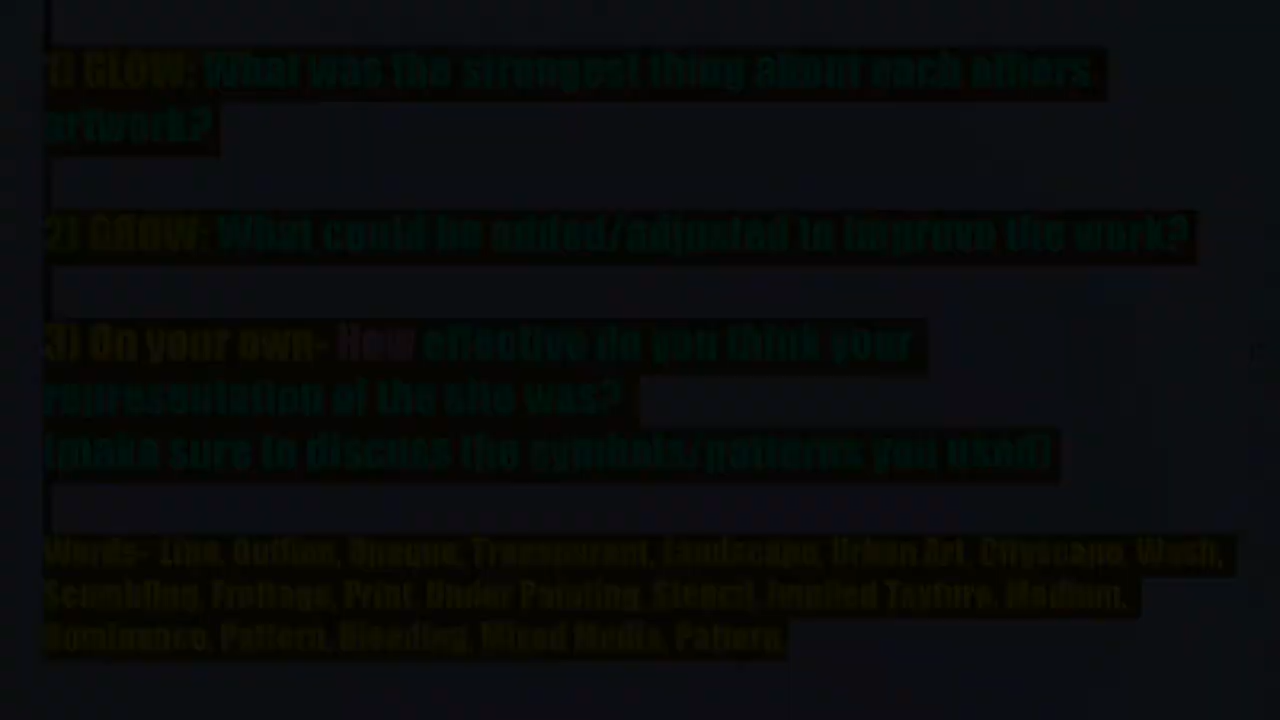 1) GLOW: What was the strongest thing about each others
artwork?
2) GROW: What could be added/adjusted to improve the work?
3) On your own- How effective do you think your
representation of the site was?
(make sure to discuss the symbols/patterns you used)
Words- Line, Outline, Opaque, Transparent, Landscape, Urban Art, Cityscape, Wash,
Scumbling, Frottage, Print, Under Painting, Stencil, Implied Texture, Medium,
Dominance, Pattern, Bleeding, Mixed Media, Pattern